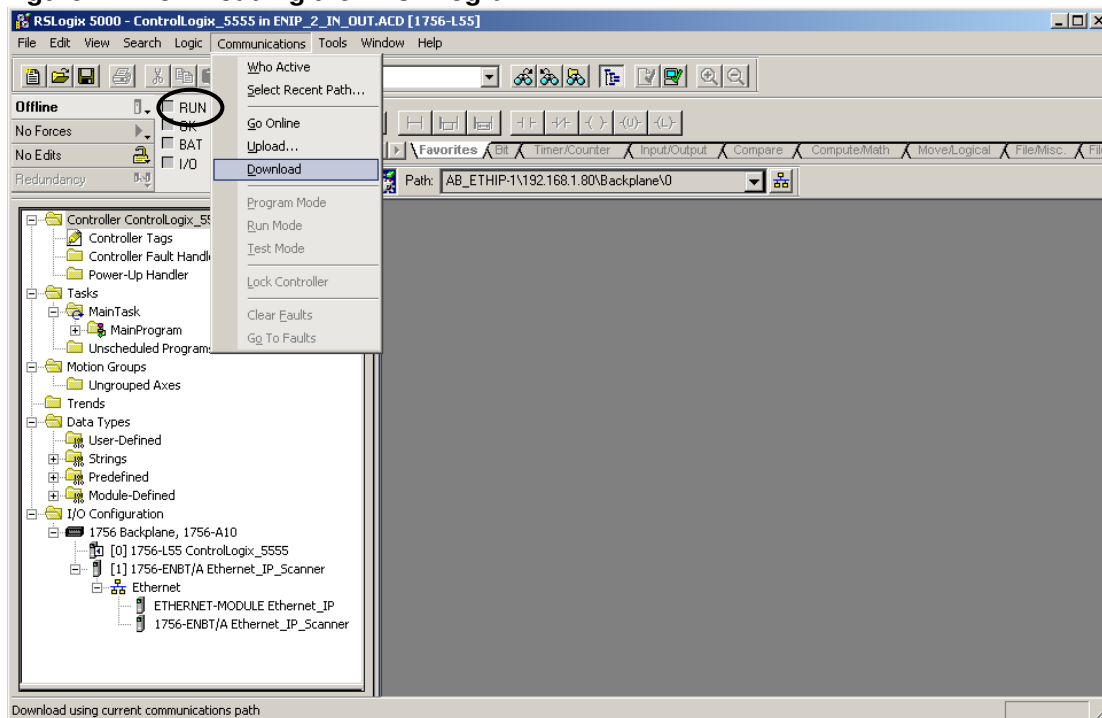 RSLogix 5000 - ControlLogix_5555 in ENIP_2_IN_OUT.ACD [1756-L55]
File Edit View Search Logic Communications Tools Window Help
Who Active
Select Recent Path...
Go Online
Upload...
Download
Program Mode
Run Mode
Test Mode
Lock Controller
Clear Faults
Go To Faults
Offline
RUN
No Forces
OK
BAT
No Edits
I/O
Redundancy
Favorites Bit Timer/Counter Input/Output Compare Compute/Math Move/Logical File/Misc.
Path: AB_ETHIP-1\192.168.1.80\Backplane\0
Controller ControlLogix_55
Controller Tags
Controller Fault Handl
Power-Up Handler
Tasks
MainTask
MainProgram
Unscheduled Programs
Motion Groups
Ungrouped Axes
Trends
Data Types
User-Defined
Strings
Predefined
Module-Defined
I/O Configuration
1756 Backplane, 1756-A10
[0] 1756-L55 ControlLogix_5555
[1] 1756-ENBT/A Ethernet_IP_Scanner
Ethernet
ETHERNET-MODULE Ethernet_IP
1756-ENBT/A Ethernet_IP_Scanner
Download using current communications path